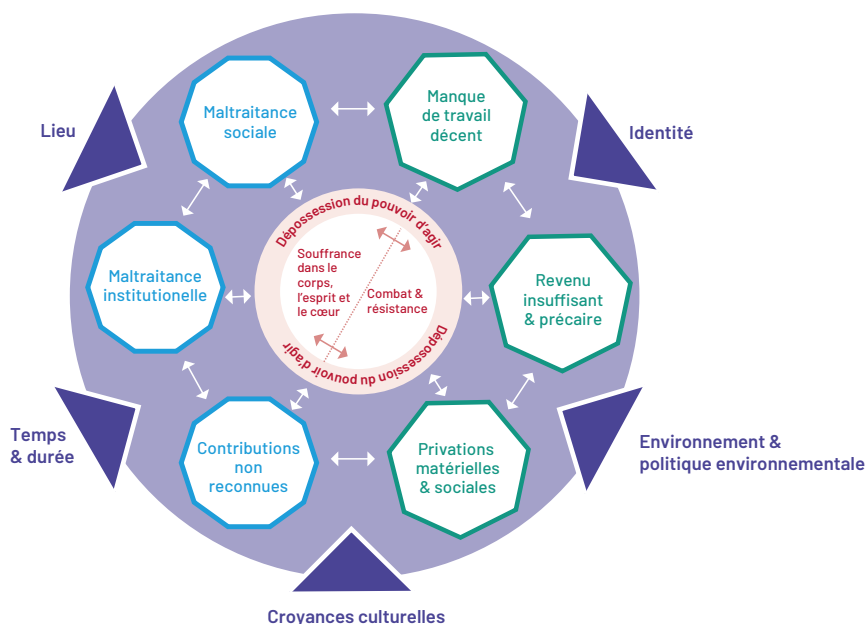 Maltraitance
sociale
Manque
de travail
décent
Lieu
Identité
Dépossession du pouvoir d'agir
Souffrance
dans le
corps,
l'esprit et
le cœur
Combat &
résistance
Dépossession du pouvoir d'agir
Maltraitance
institutionelle
Revenu
insuffisant
& précaire
Temps
& durée
Contributions
non
reconnues
Privations
matérielles
& sociales
Environnement &
politique environnementale
Croyances culturelles